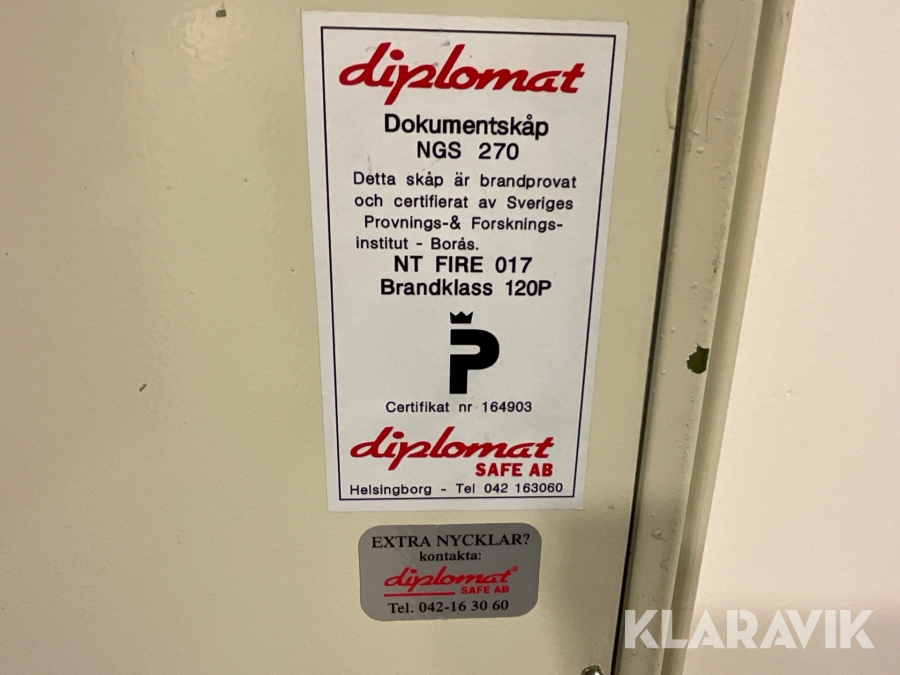 diplomat
Dokumentskåp
NGS 270
Detta skåp är brandprovat
och certifierat av Sveriges
Provnings-& Forsknings-
institut - Borås.
NT FIRE 017
Brandklass 120P
P
Certifikat nr 164903
diplomat
SAFE AB
Helsingborg - Tel 042 163060
EXTRA NYCKLAR?
kontakta:
diplomat®
SAFE AB
Tel. 042-16 30 60
KLARAVIK